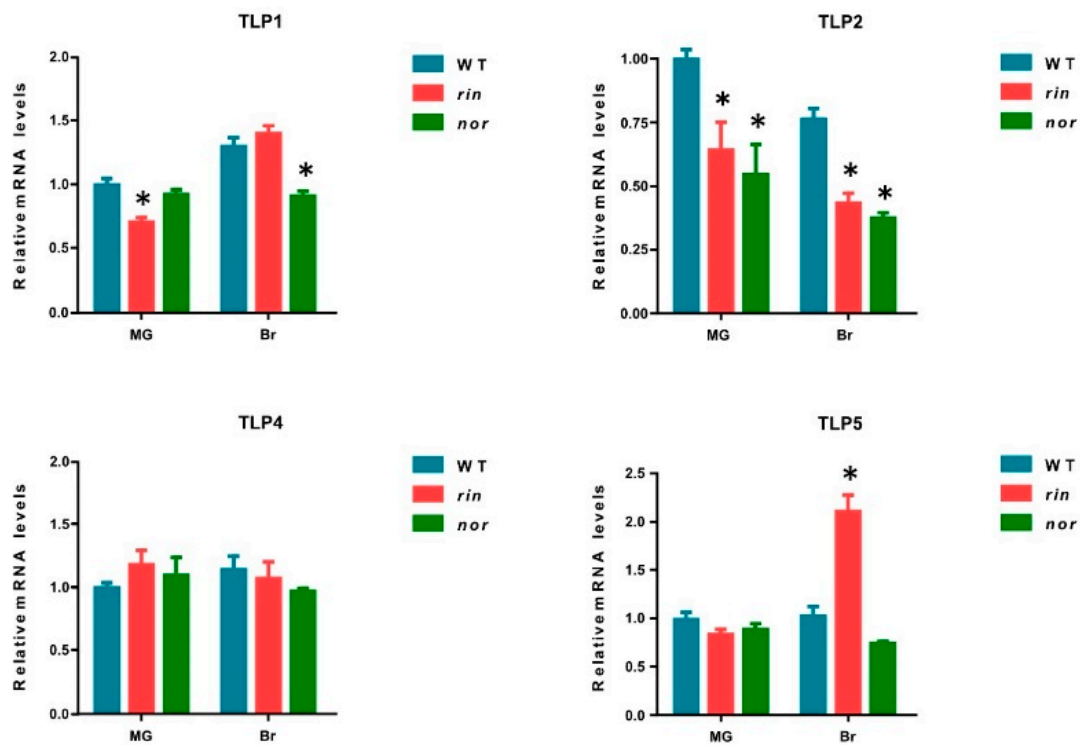 TLP1
Relative mRNA levels
2.0
1.5
1.0
0.5
0.0
*
*
MG
Br
WT
rin
nor
TLP2
Relative mRNA levels
1.00
0.75
0.50
0.25
0.00
*
*
*
*
MG
Br
WT
rin
nor
TLP4
Relative mRNA levels
2.0
1.5
1.0
0.5
0.0
MG
Br
WT
rin
nor
TLP5
Relative mRNA levels
2.5
2.0
1.5
1.0
0.5
0.0
*
MG
Br
WT
rin
nor